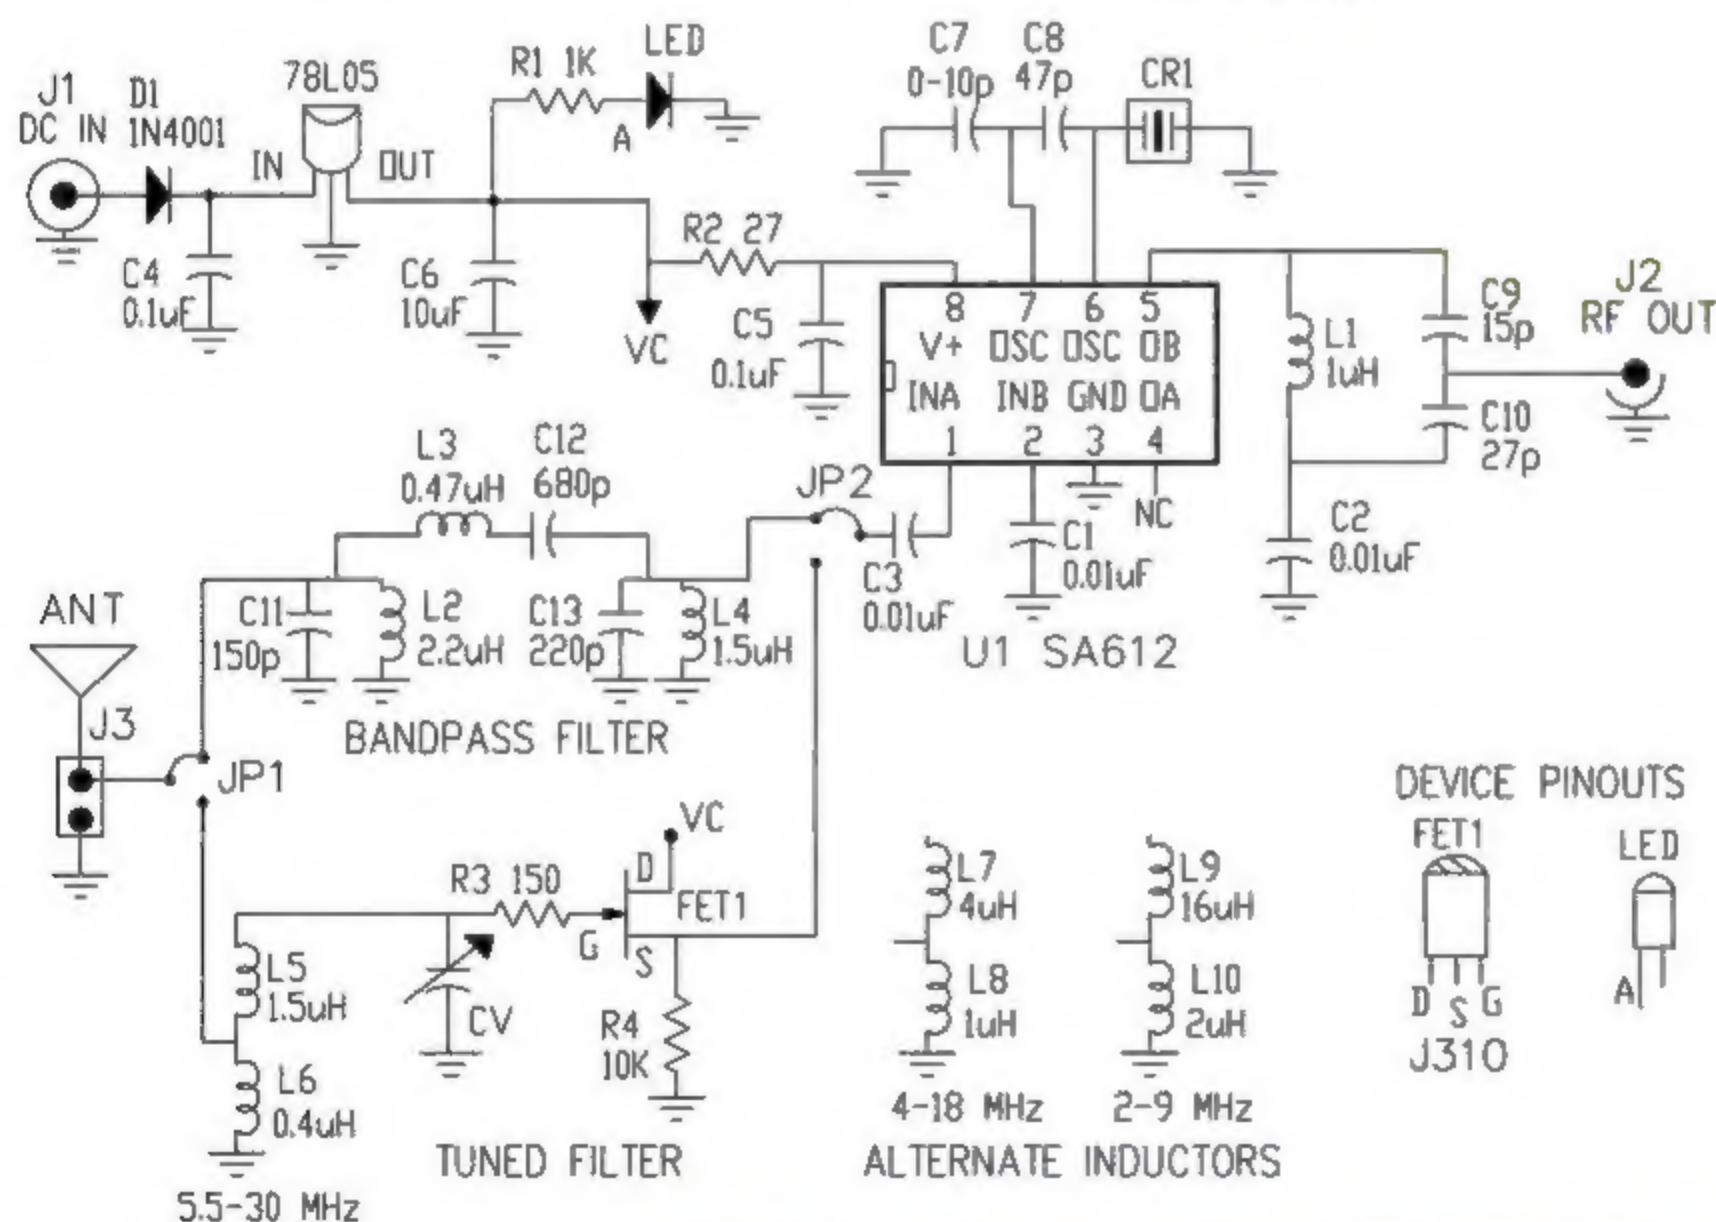 J1
DC IN
D1
1N4001
78L05
IN
OUT
R1 1K
LED
A
C4
0.1uF
C6
10uF
VC
R2 27
C5
0.1uF
C7
0-10p
C8
47p
CR1
8 7 6 5
V+ OSC OSC OB
INA INB GND OA
1 2 3 4
NC
L1
1uH
C9
15p
C10
27p
J2
RF OUT
C2
0.01uF
C1
0.01uF
C3
0.01uF
U1 SA612
JP2
L3
0.47uH
C12
680p
C11
150p
L2
2.2uH
C13
220p
L4
1.5uH
BANDPASS FILTER
ANT
J3
JP1
VC
R3 150
D
G
S
FET1
L5
1.5uH
CV
R4
10K
L6
0.4uH
TUNED FILTER
5.5-30 MHz
L7
4uH
L8
1uH
4-18 MHz
L9
16uH
L10
2uH
2-9 MHz
ALTERNATE INDUCTORS
DEVICE PINOUTS
FET1
D S G
J310
LED
A